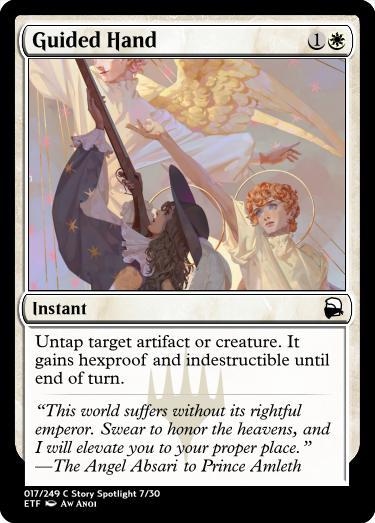 Guided Hand 1
Instant
Untap target artifact or creature. It
gains hexproof and indestructible until
end of turn.
“This world suffers without its rightful
emperor. Swear to honor the heavens, and
I will elevate you to your proper place.”
—The Angel Absari to Prince Amleth
017/249 C Story Spotlight 7/30
ETF Aw Anoi